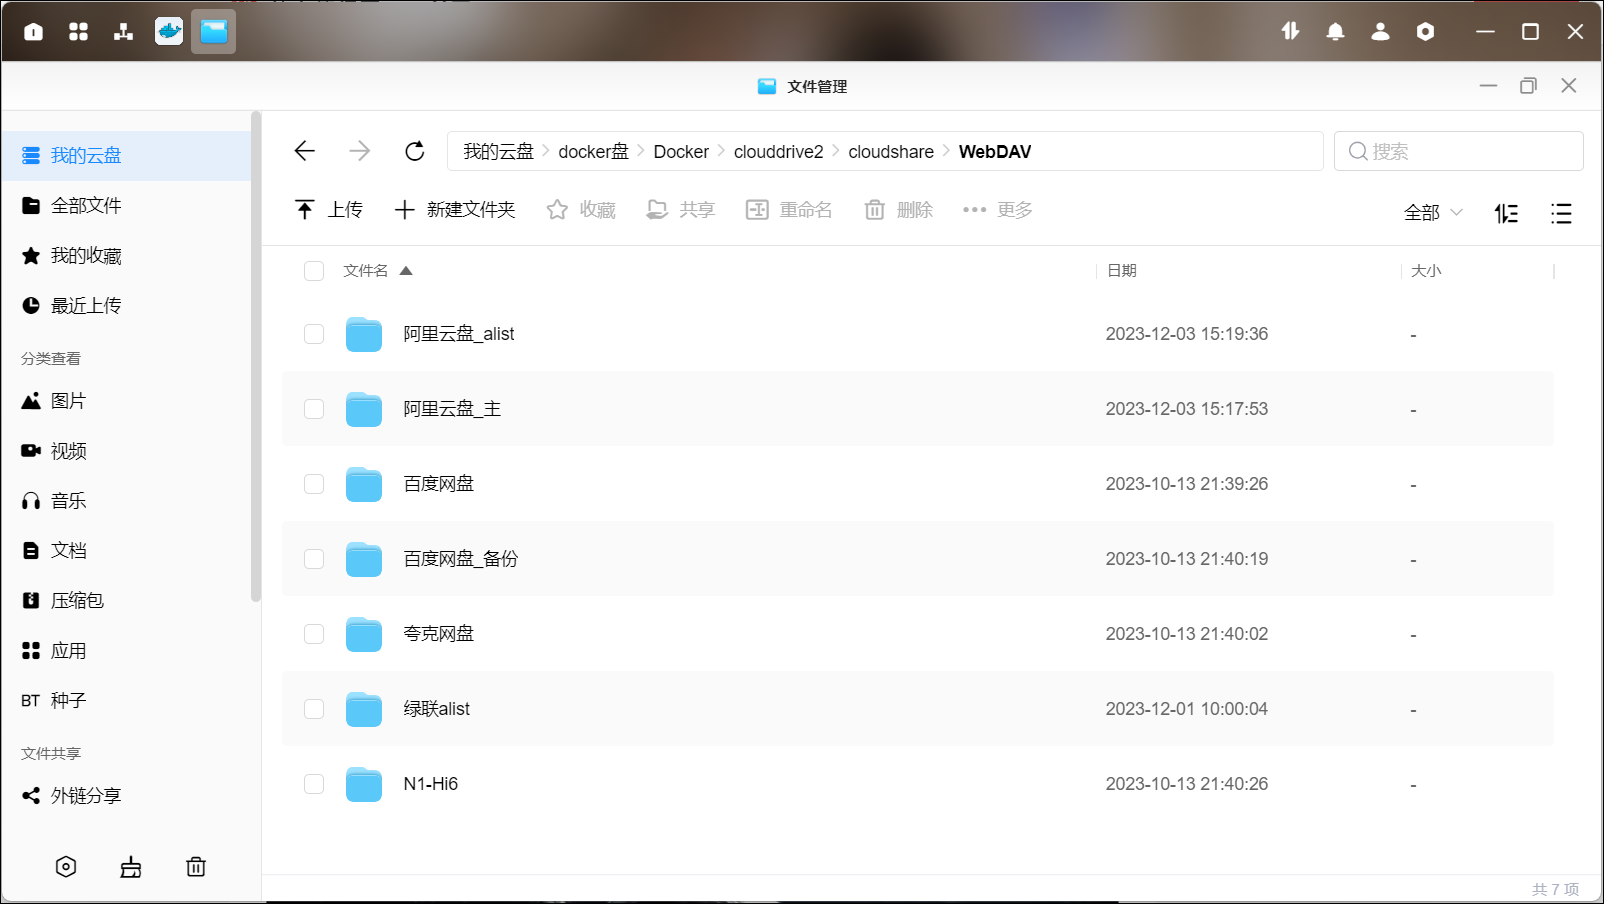 文件管理
我的云盘
全部文件
我的收藏
最近上传
分类查看
图片
视频
音乐
文档
压缩包
应用
BT 种子
文件共享
外链分享
我的云盘 docker盘 Docker clouddrive2 cloudshare WebDAV
搜索
上传 新建文件夹 收藏 共享 重命名 删除 更多
全部
文件名 日期 大小
阿里云盘_alist 2023-12-03 15:19:36 -
阿里云盘_主 2023-12-03 15:17:53 -
百度网盘 2023-10-13 21:39:26 -
百度网盘_备份 2023-10-13 21:40:19 -
夸克网盘 2023-10-13 21:40:02 -
绿联alist 2023-12-01 10:00:04 -
N1-Hi6 2023-10-13 21:40:26 -
共 7 项